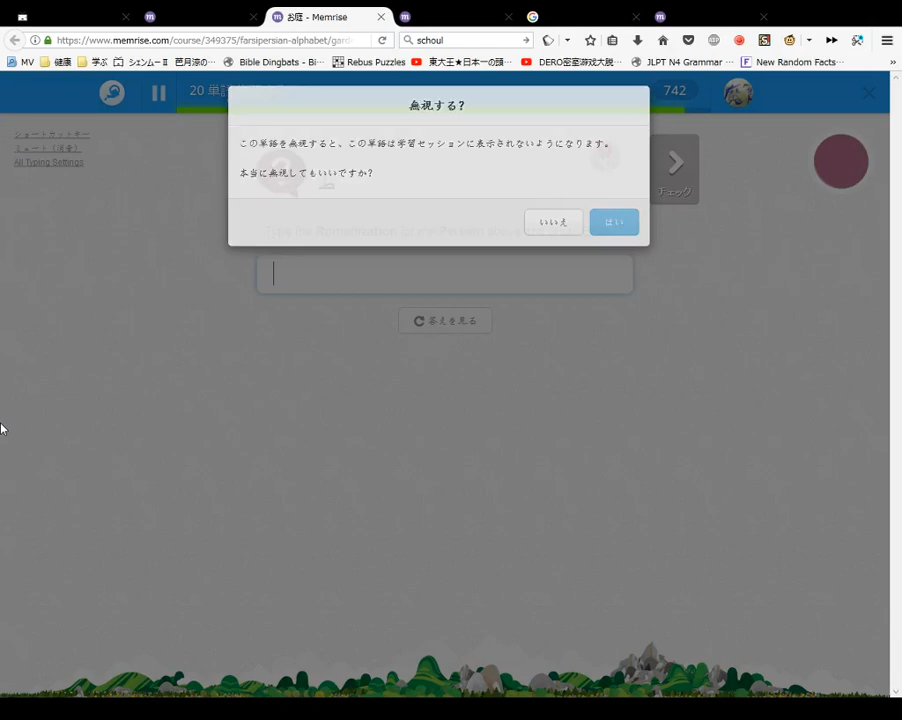 お庭 - Memrise
https://www.memrise.com/course/349375/farsipersian-alphabet/gard
schoul
MV 健康 学ぶ シェンムーⅡ 芭月涼の… Bible Dingbats - Bi… Rebus Puzzles 東大王★日本一の頭… DERO密室游戏大脱… JLPT N4 Grammar … New Random Facts…
20 単語
742
無視する?
ショートカットキー
ミュート（消音）
All Typing Settings
この単語を無視すると、この単語は学習セッションに表示されないようになります。
本当に無視してもいいですか?
チェック
いいえ
はい
答えを見る